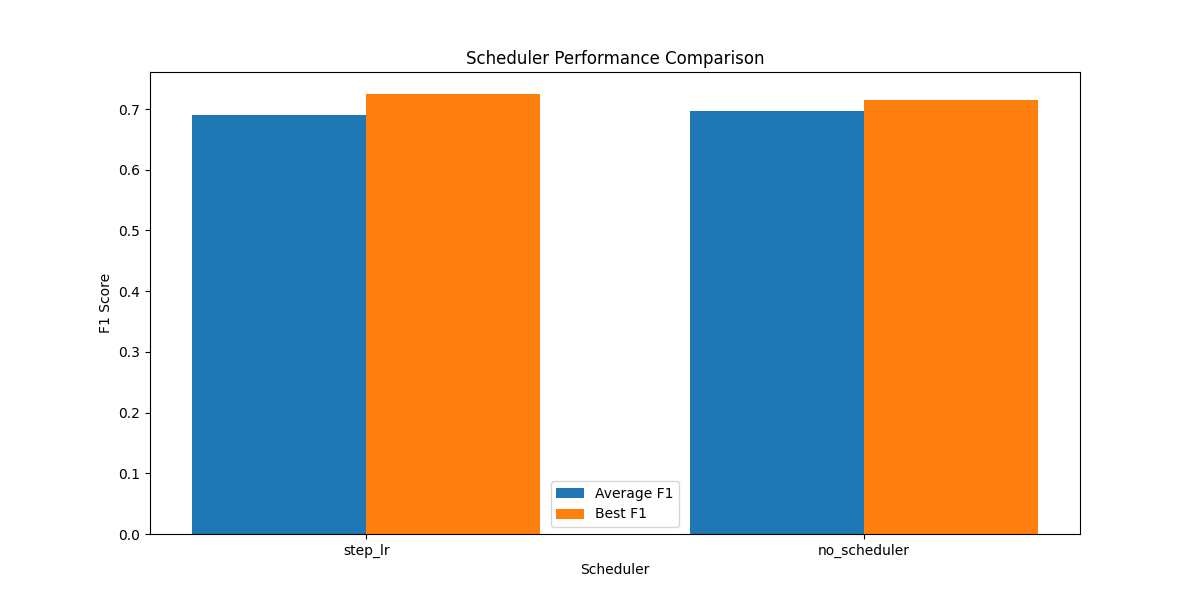 Scheduler Performance Comparison
F1 Score
0.7
0.6
0.5
0.4
0.3
0.2
0.1
0.0
Average F1
Best F1
step_lr
no_scheduler
Scheduler